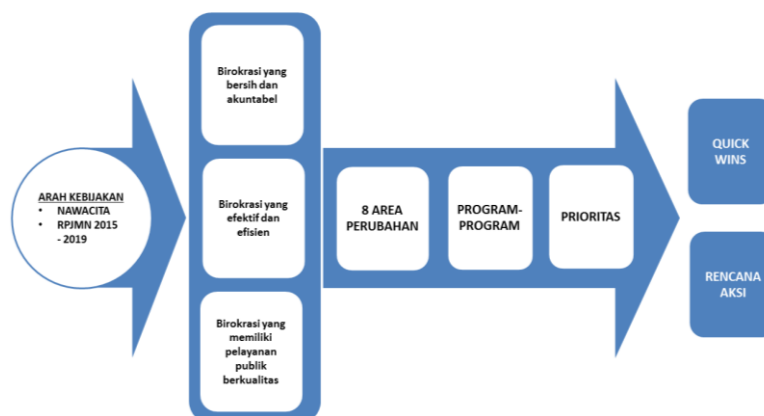 ARAH KEBIJAKAN
• NAWACITA
• RPJMN 2015
- 2019
Birokrasi yang
bersih dan
akuntabel
Birokrasi yang
efektif dan
efisien
Birokrasi yang
memiliki
pelayanan
publik
berkualitas
8 AREA
PERUBAHAN
PROGRAM-
PROGRAM
PRIORITAS
QUICK
WINS
RENCANA
AKSI